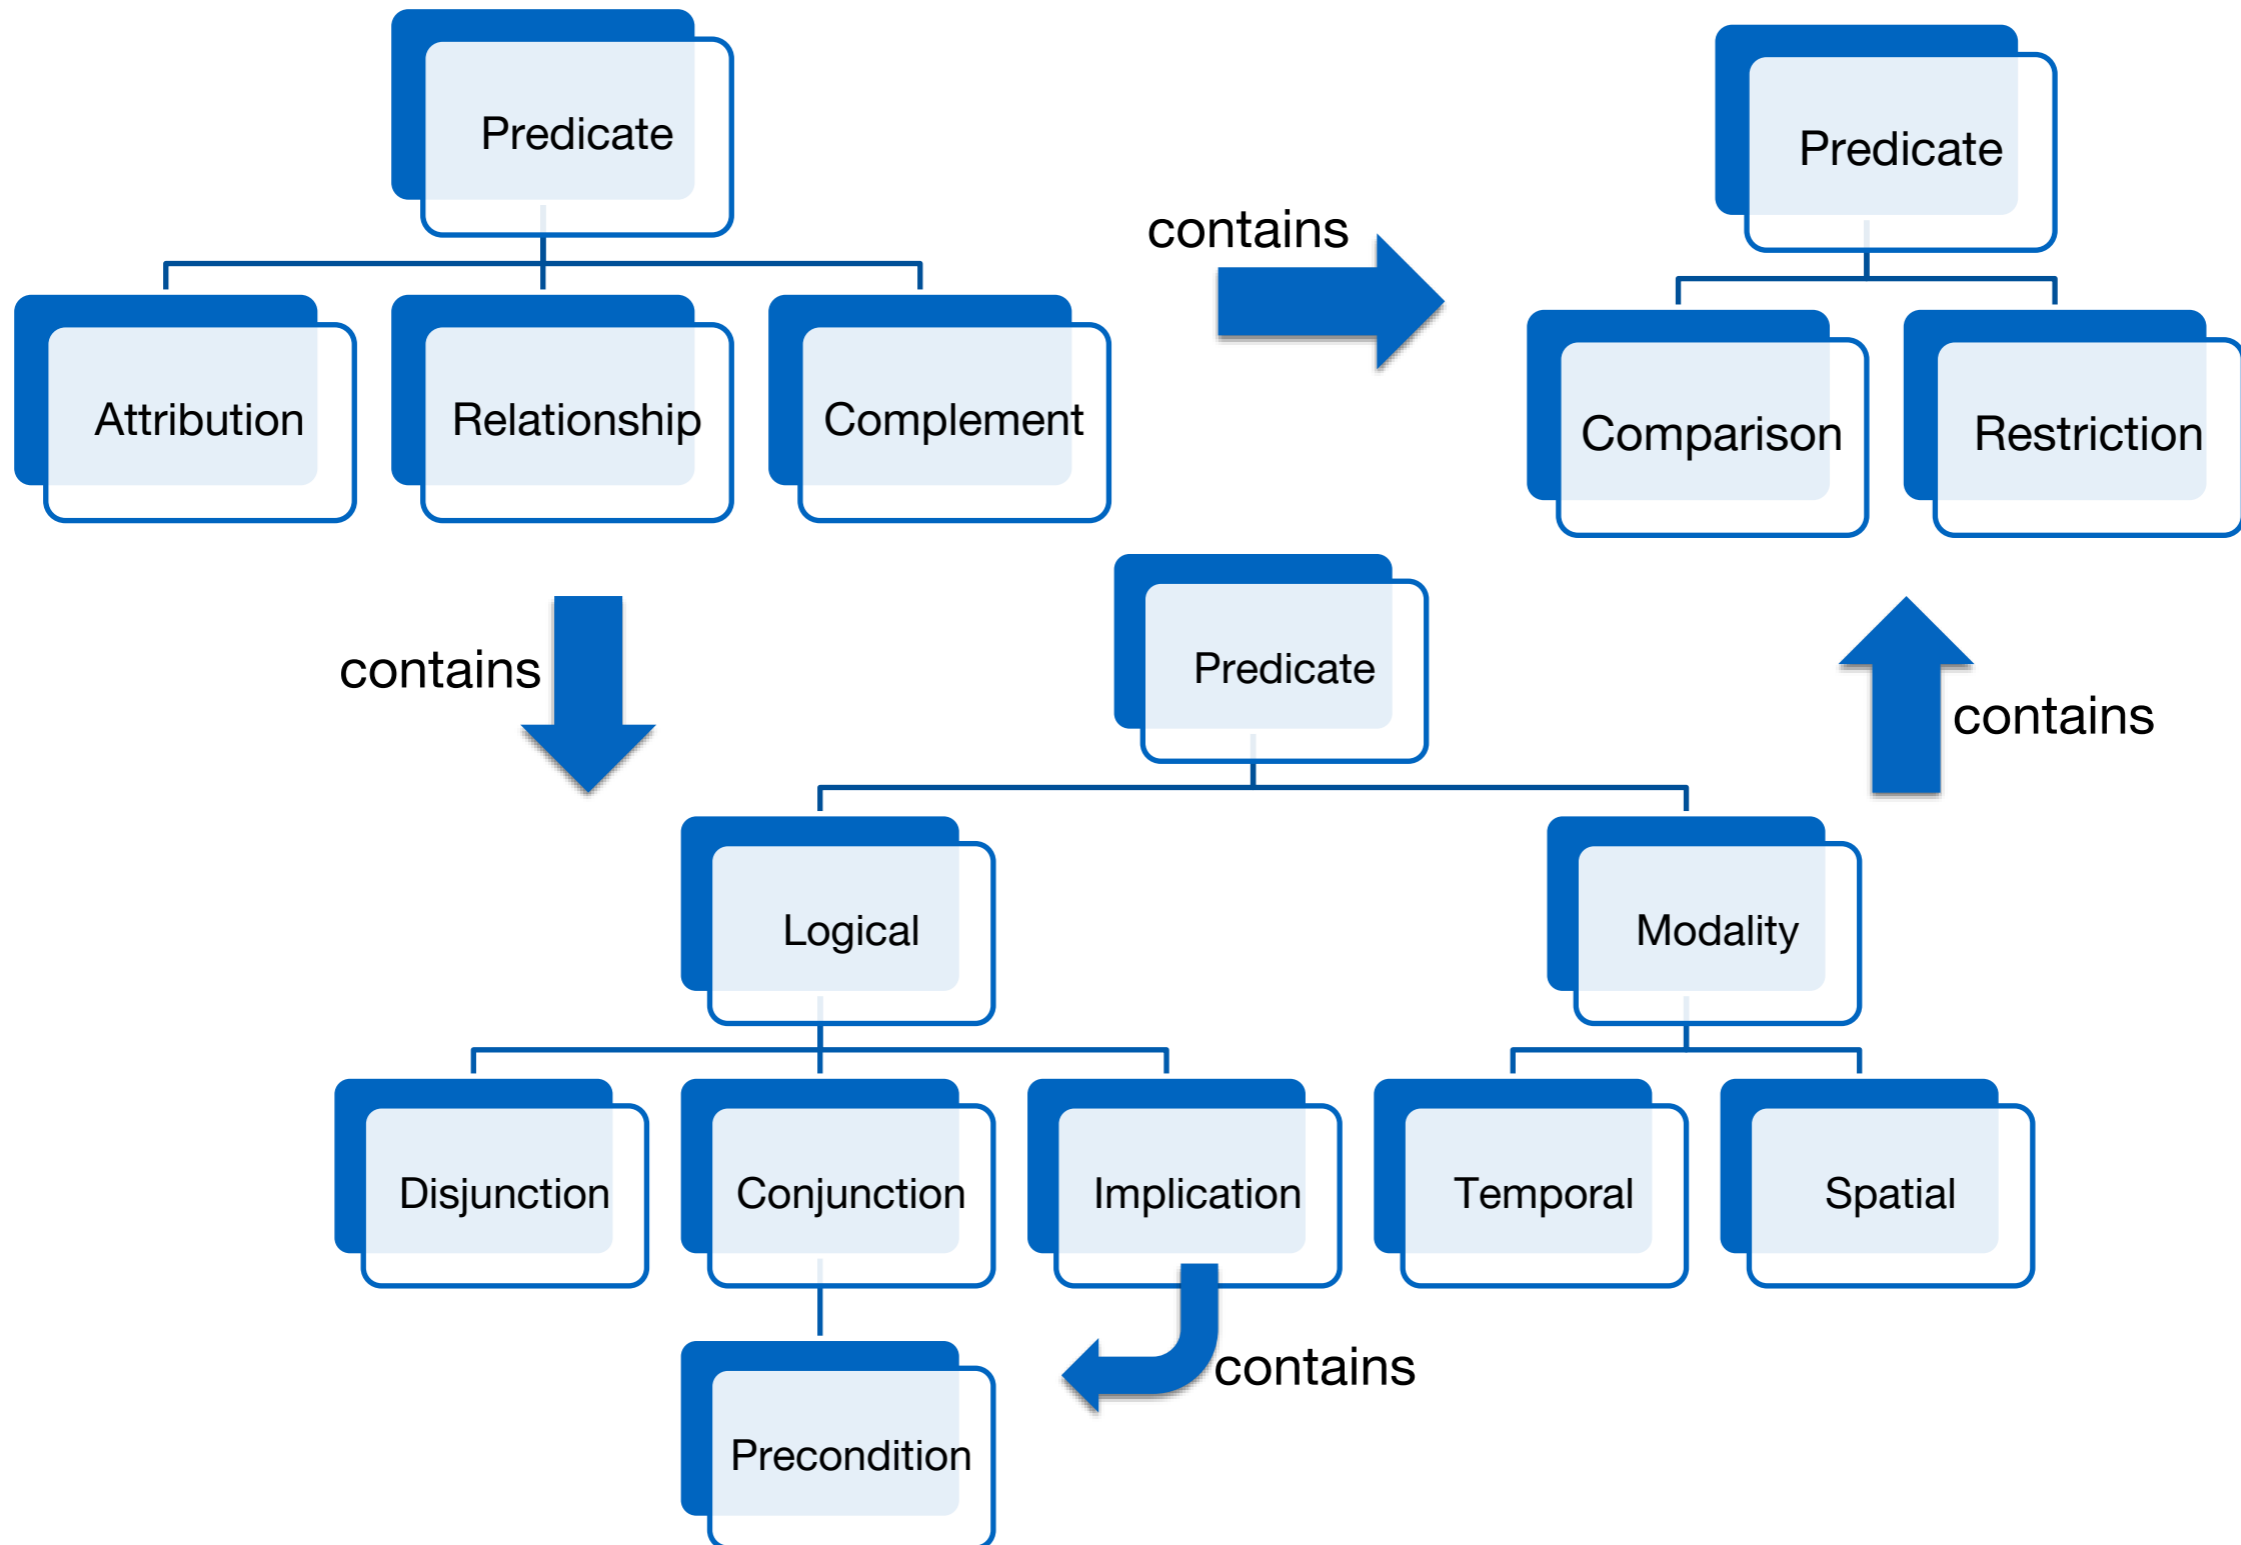 Predicate
Predicate
contains
Attribution
Relationship
Complement
Comparison
Restriction
contains
Predicate
contains
Logical
Modality
Disjunction
Conjunction
Implication
Temporal
Spatial
contains
Precondition